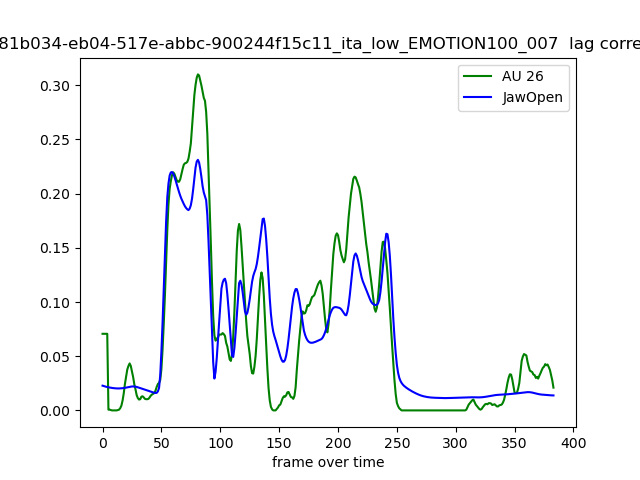 81b034-eb04-517e-abbc-900244f15c11_ita_low_EMOTION100_007 lag corre
AU 26
JawOpen
0.30
0.25
0.20
0.15
0.10
0.05
0.00
0 50 100 150 200 250 300 350 400
frame over time